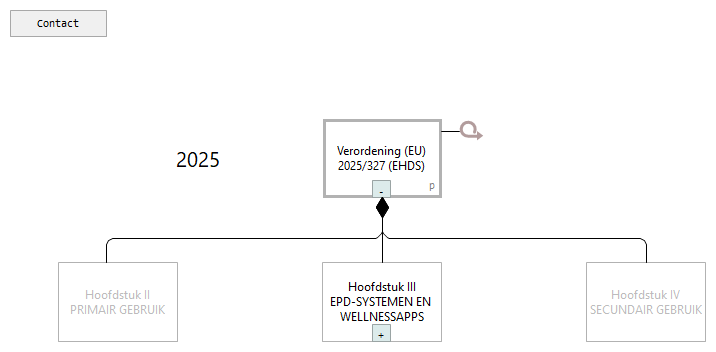 Contact
2025
Verordening (EU)
2025/327 (EHDS)
-
p
Hoofdstuk II
PRIMAIR GEBRUIK
Hoofdstuk III
EPD-SYSTEMEN EN
WELLNESSAPPS
+
Hoofdstuk IV
SECUNDAIR GEBRUIK